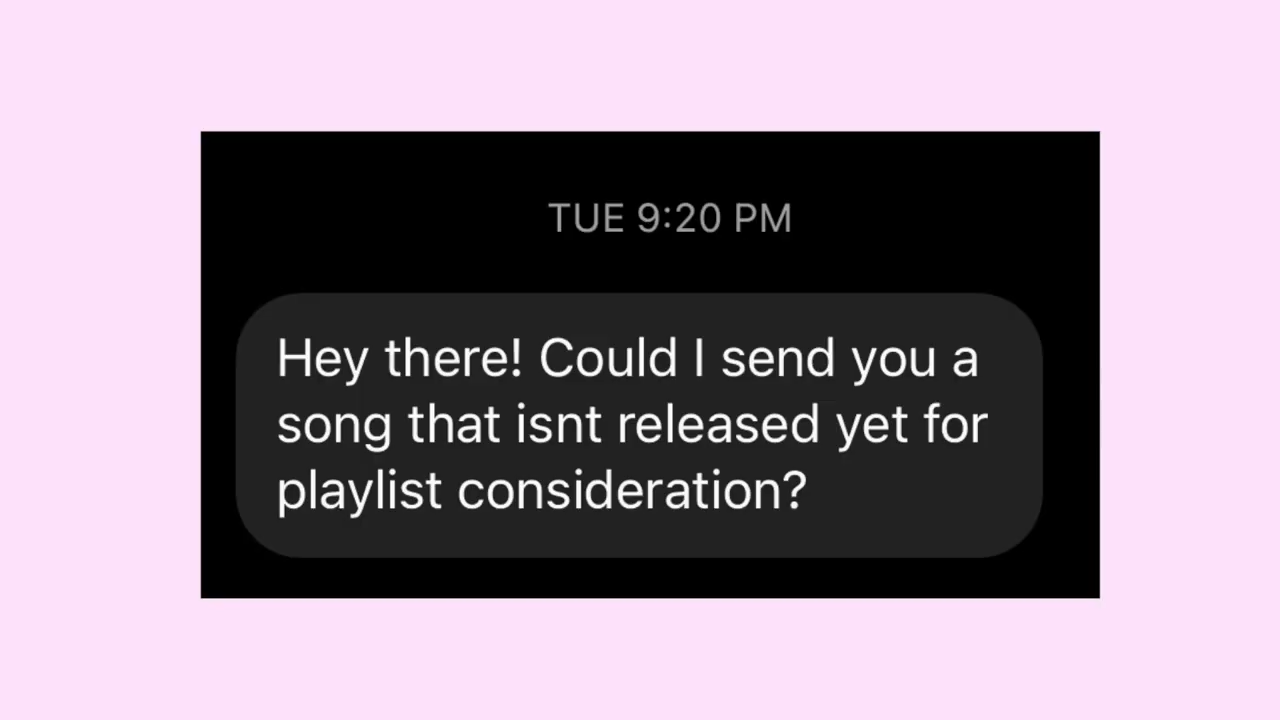 TUE 9:20 PM
Hey there! Could I send you a
song that isnt released yet for
playlist consideration?